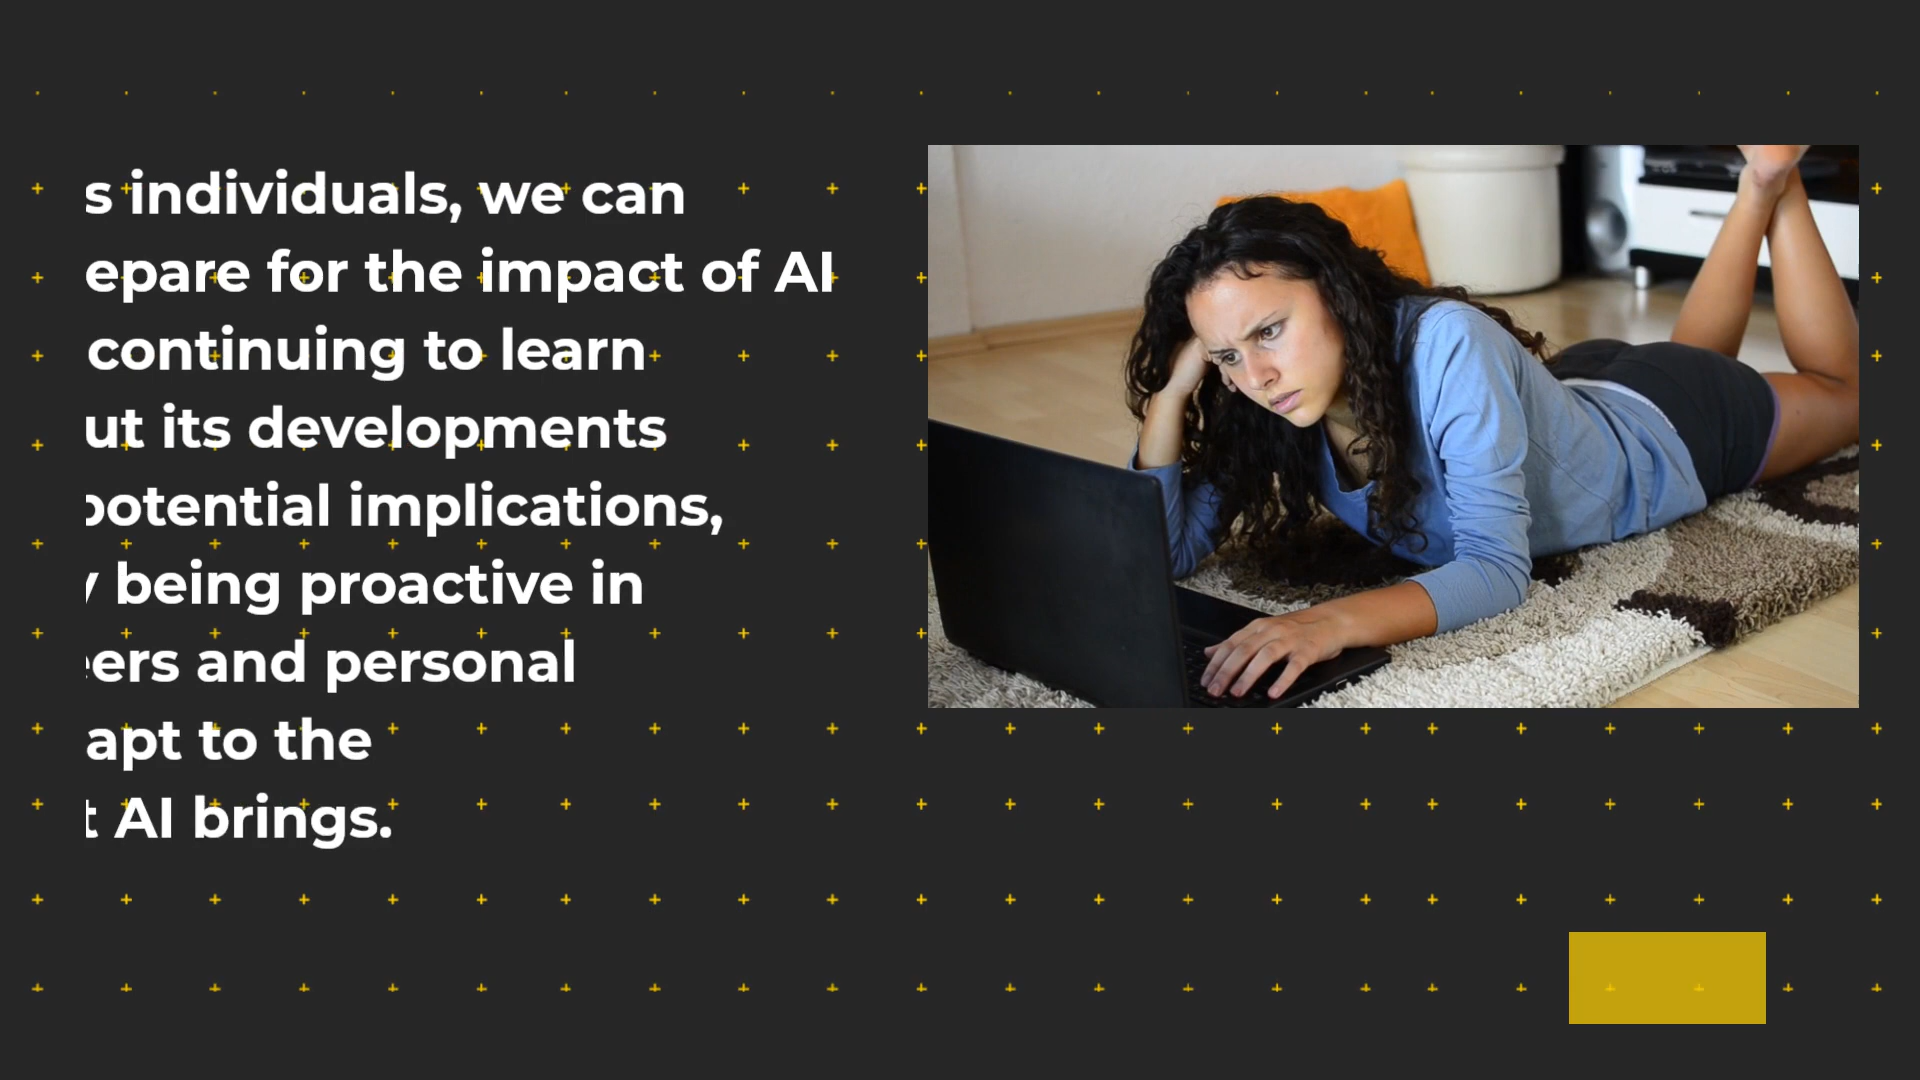 s individuals, we can
epare for the impact of AI
continuing to learn
ut its developments
potential implications,
y being proactive in
eers and personal
apt to the
t AI brings.